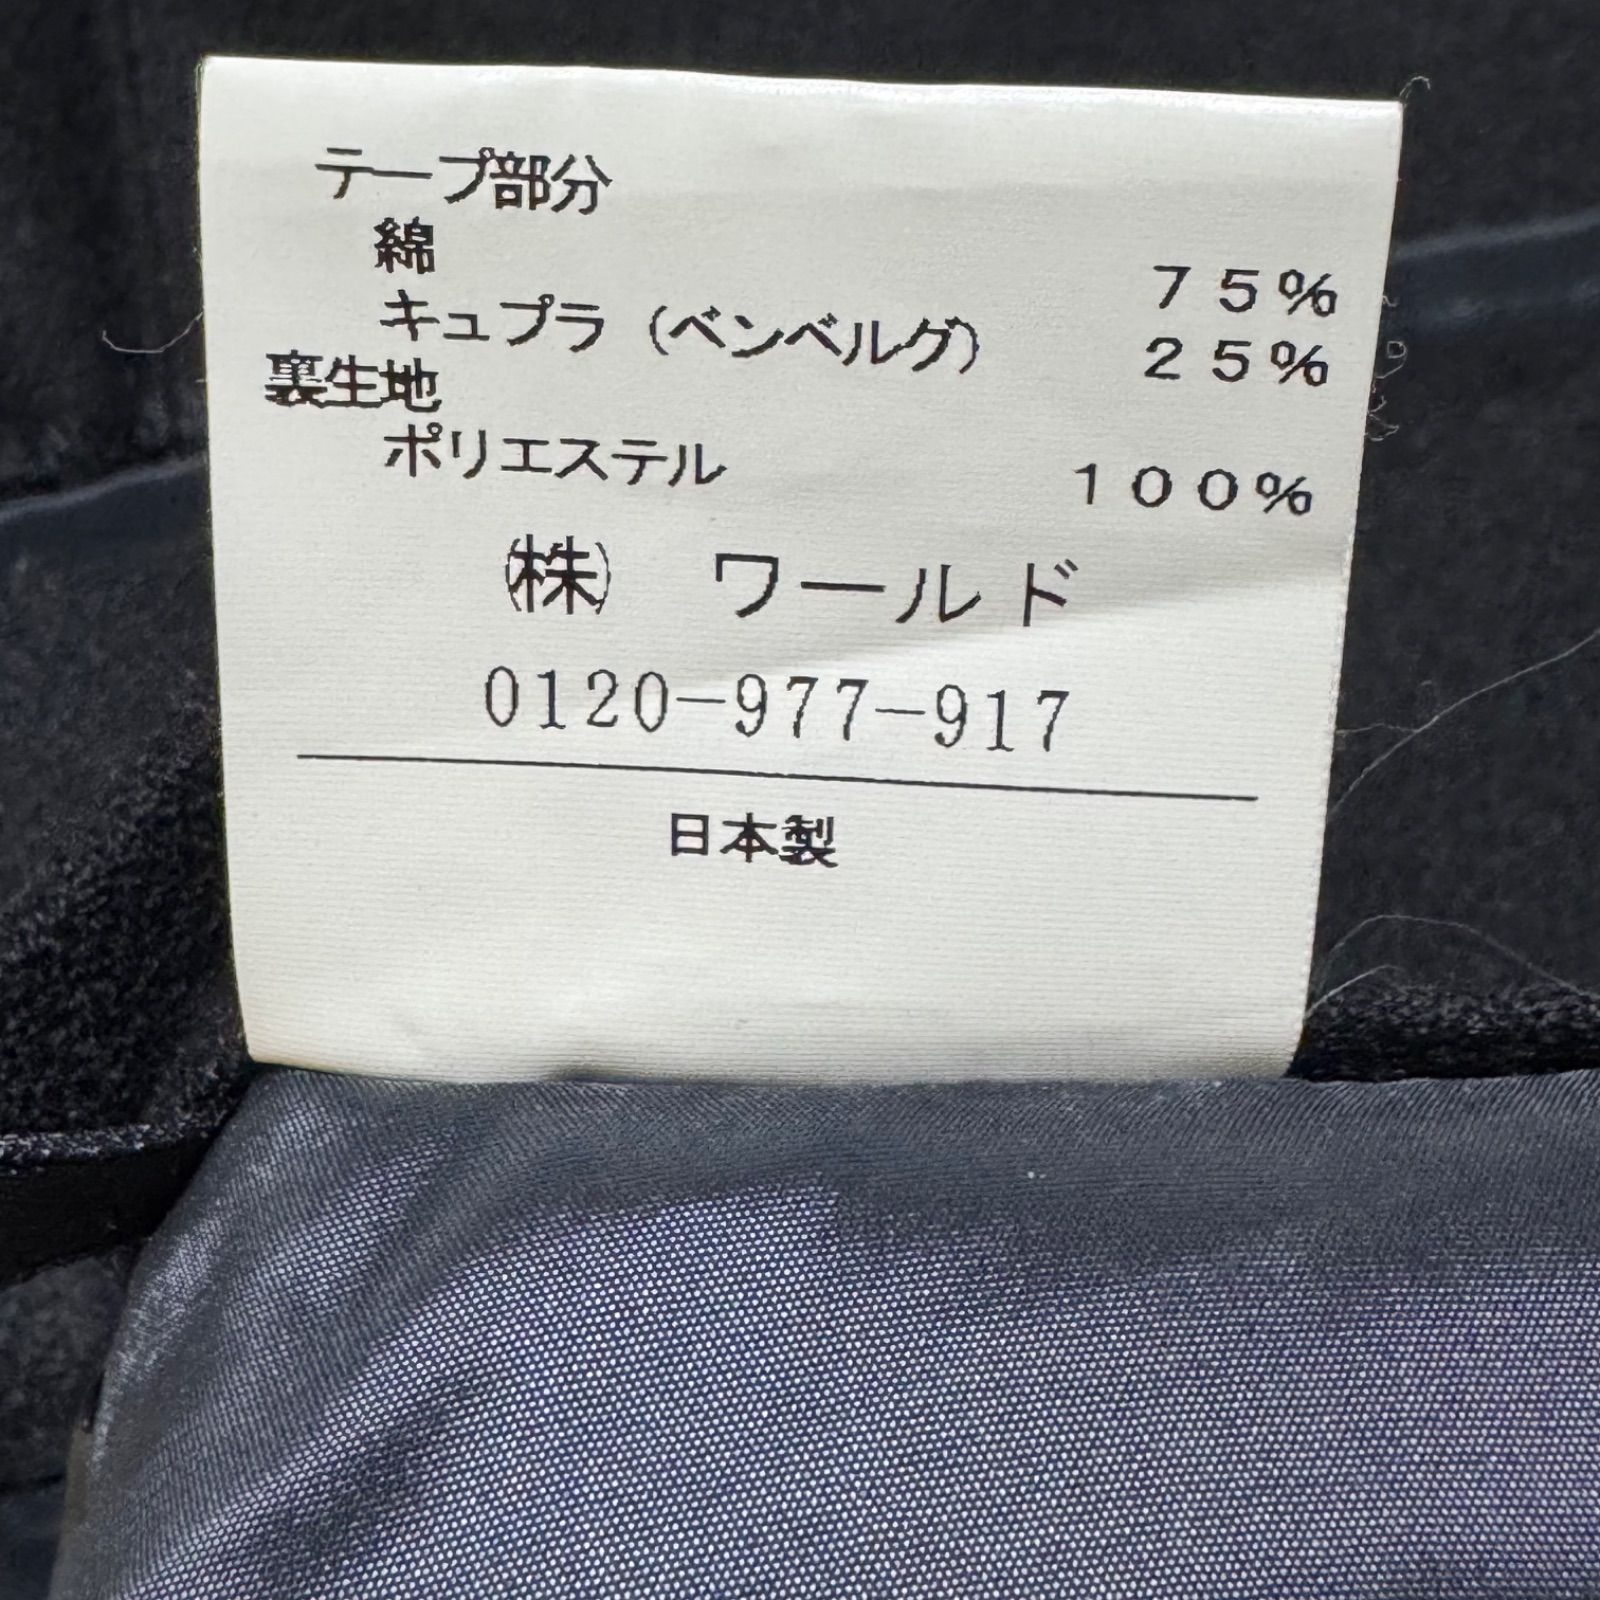 テープ部分
綿 75%
キュプラ(ベンベルグ) 25%
裏生地
ポリエステル 100%
㈱ ワールド
0120-977-917
日本製